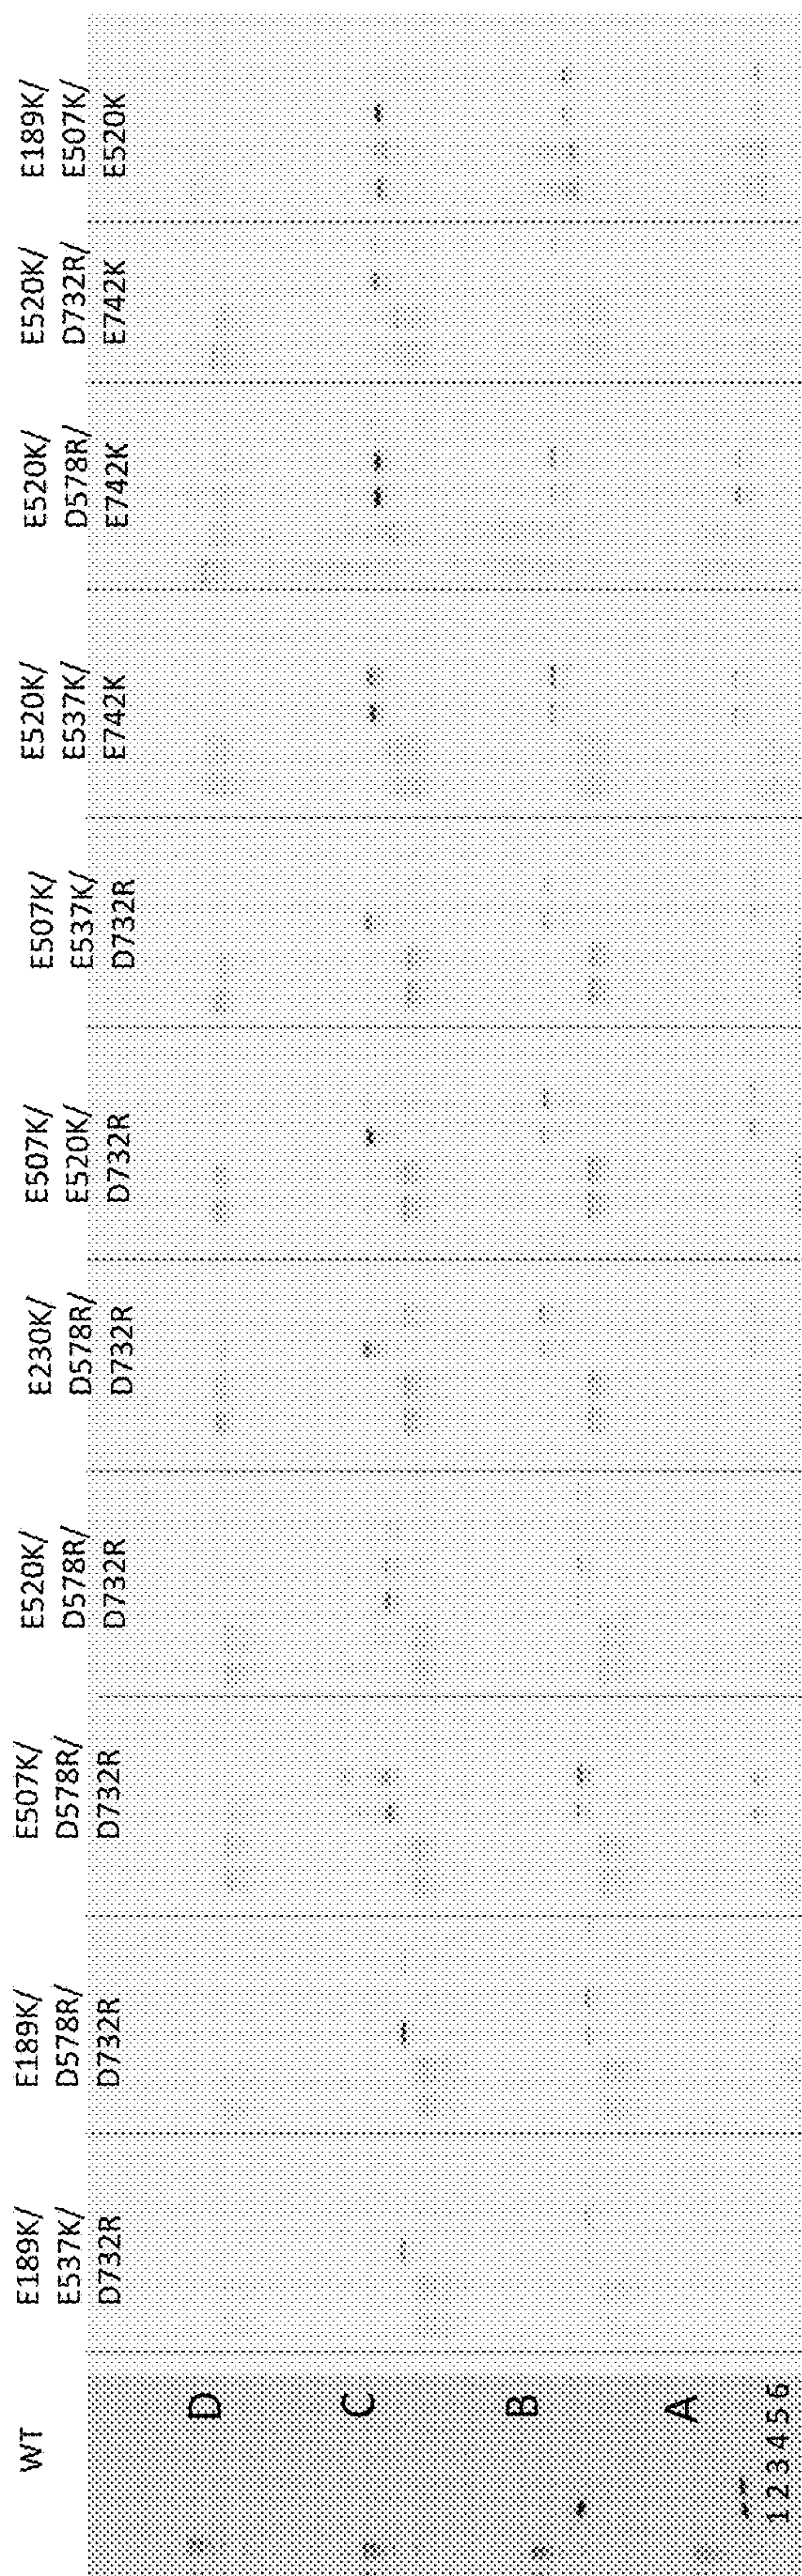 WT
E189K/
E537K/
D732R
E189K/
D578R/
D732R
E507K/
D578R/
D732R
E520K/
D578R/
D732R
E230K/
D578R/
D732R
E507K/
E520K/
D732R
E507K/
E537K/
D732R
E520K/
E537K/
E742K
E520K/
D578R/
E742K
E520K/
D732R/
E742K
E189K/
E507K/
E520K
D
C
B
A
1 2 3 4 5 6